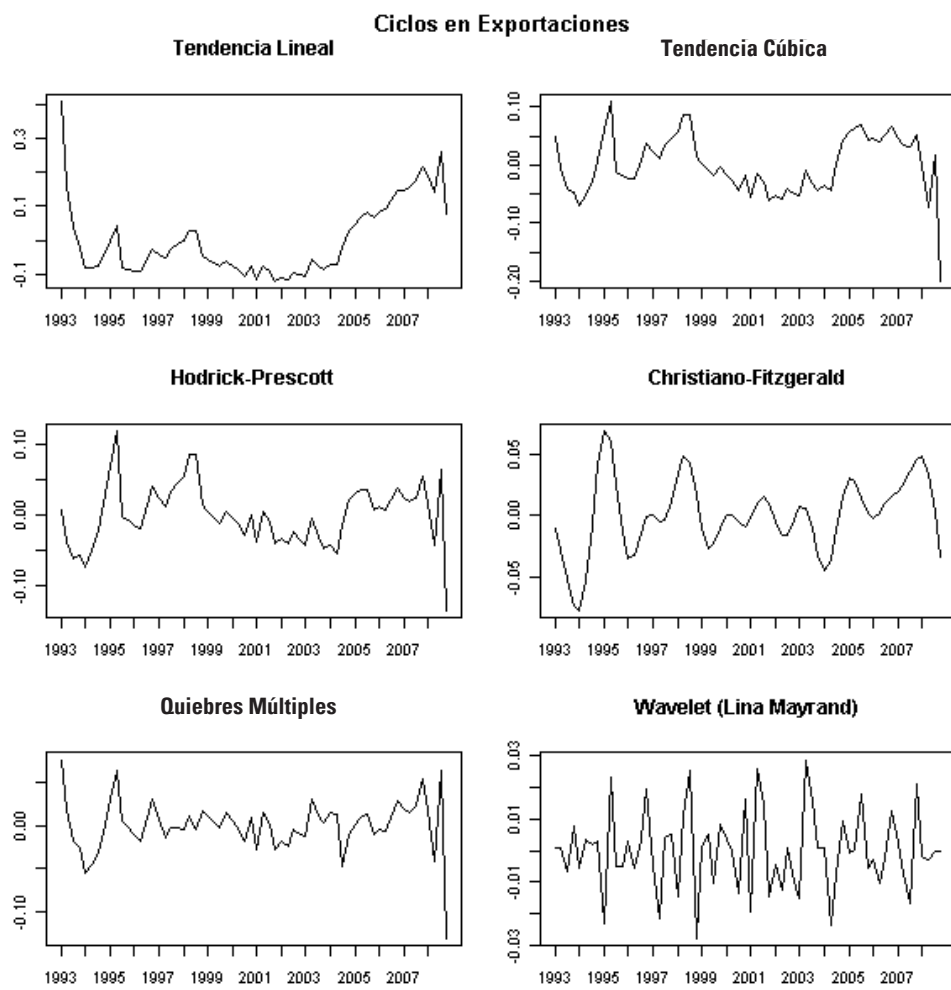 Ciclos en Exportaciones
Tendencia Lineal
0.3
0.1
-0.1
1993 1995 1997 1999 2001 2003 2005 2007
Tendencia Cúbica
0.10
0.00
-0.10
-0.20
1993 1995 1997 1999 2001 2003 2005 2007
Hodrick-Prescott
0.10
0.00
-0.10
1993 1995 1997 1999 2001 2003 2005 2007
Christiano-Fitzgerald
0.05
0.00
-0.05
1993 1995 1997 1999 2001 2003 2005 2007
Quiebres Múltiples
0.00
-0.10
1993 1995 1997 1999 2001 2003 2005 2007
Wavelet (Lina Mayrand)
0.03
0.01
-0.01
-0.03
1993 1995 1997 1999 2001 2003 2005 2007